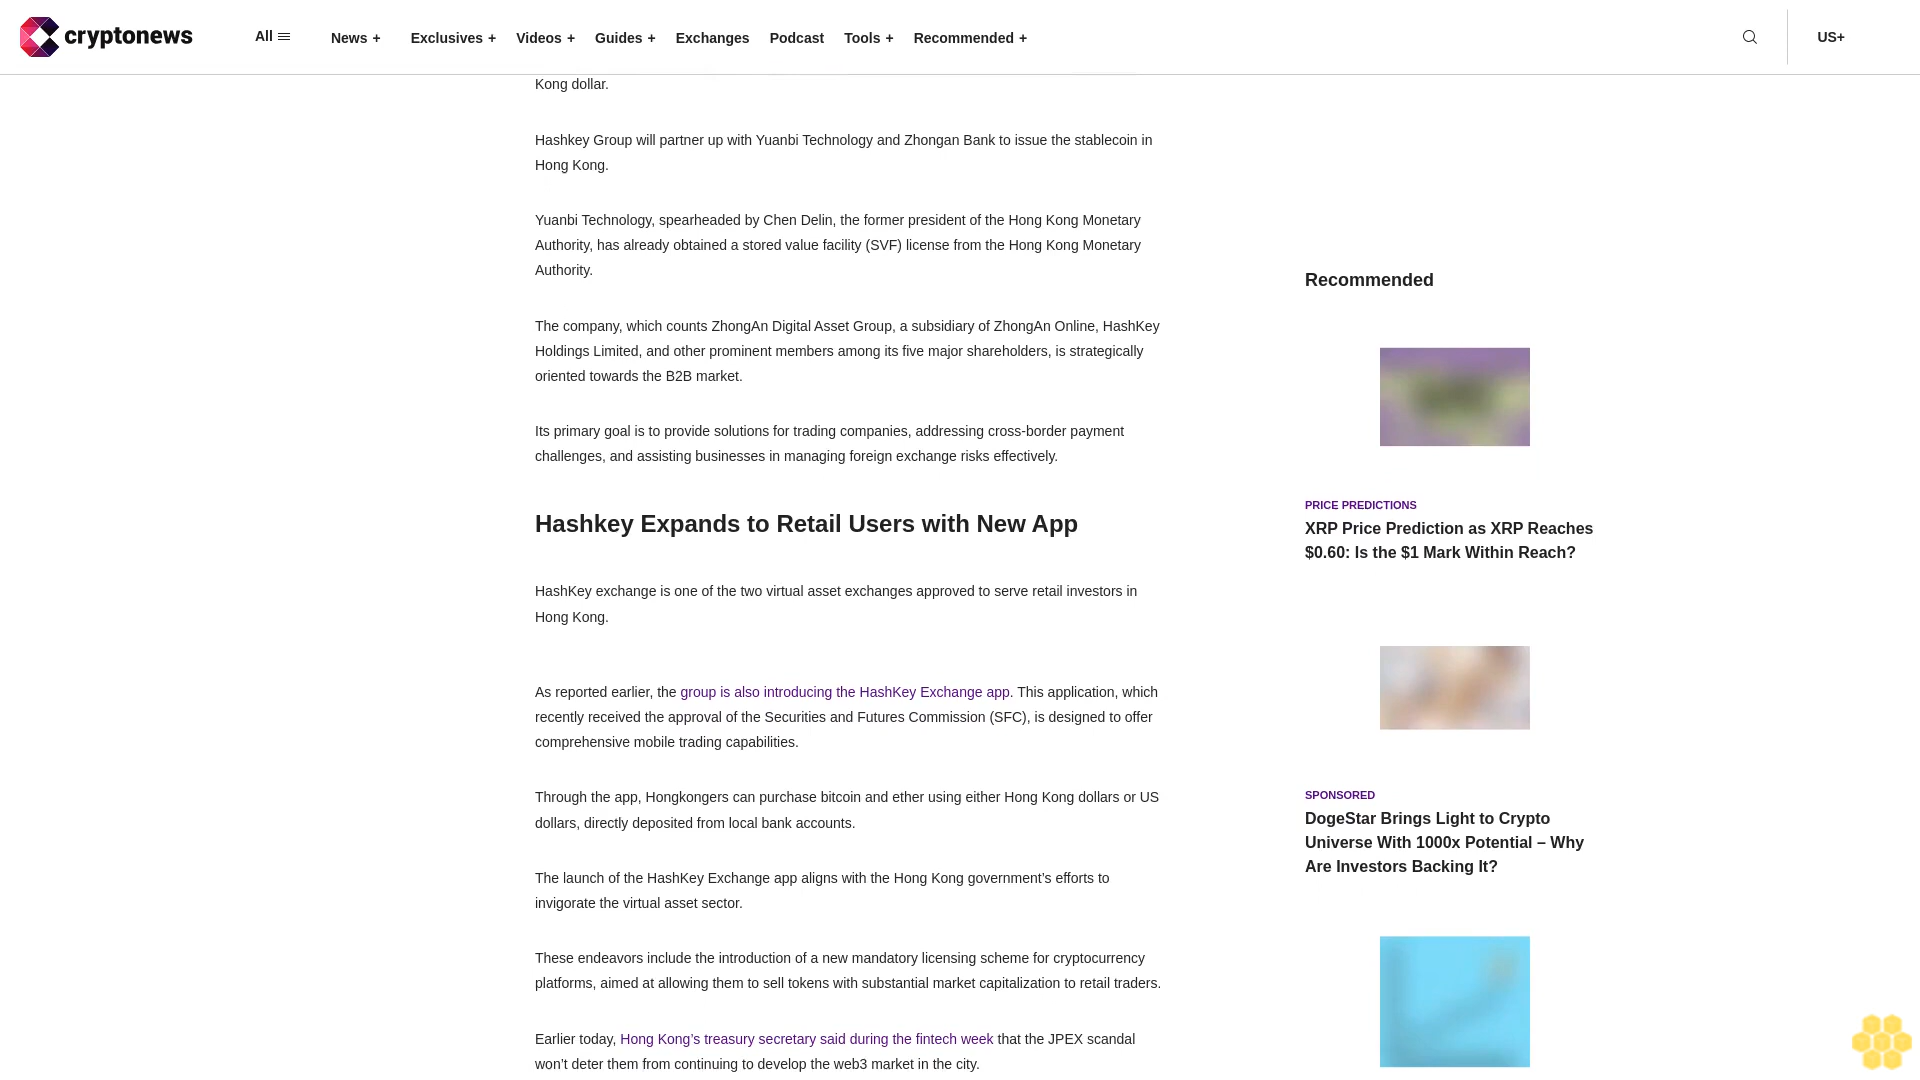 cryptonews
All
News +
Exclusives +
Videos +
Guides +
Exchanges
Podcast
Tools +
Recommended +
US+
Kong dollar.
Hashkey Group will partner up with Yuanbi Technology and Zhongan Bank to issue the stablecoin in
Hong Kong.
Yuanbi Technology, spearheaded by Chen Delin, the former president of the Hong Kong Monetary
Authority, has already obtained a stored value facility (SVF) license from the Hong Kong Monetary
Authority.
The company, which counts ZhongAn Digital Asset Group, a subsidiary of ZhongAn Online, HashKey
Holdings Limited, and other prominent members among its five major shareholders, is strategically
oriented towards the B2B market.
Its primary goal is to provide solutions for trading companies, addressing cross-border payment
challenges, and assisting businesses in managing foreign exchange risks effectively.
Hashkey Expands to Retail Users with New App
HashKey exchange is one of the two virtual asset exchanges approved to serve retail investors in
Hong Kong.
As reported earlier, the group is also introducing the HashKey Exchange app. This application, which
recently received the approval of the Securities and Futures Commission (SFC), is designed to offer
comprehensive mobile trading capabilities.
Through the app, Hongkongers can purchase bitcoin and ether using either Hong Kong dollars or US
dollars, directly deposited from local bank accounts.
The launch of the HashKey Exchange app aligns with the Hong Kong government’s efforts to
invigorate the virtual asset sector.
These endeavors include the introduction of a new mandatory licensing scheme for cryptocurrency
platforms, aimed at allowing them to sell tokens with substantial market capitalization to retail traders.
Earlier today, Hong Kong’s treasury secretary said during the fintech week that the JPEX scandal
won’t deter them from continuing to develop the web3 market in the city.
Recommended
PRICE PREDICTIONS
XRP Price Prediction as XRP Reaches
$0.60: Is the $1 Mark Within Reach?
SPONSORED
DogeStar Brings Light to Crypto
Universe With 1000x Potential – Why
Are Investors Backing It?